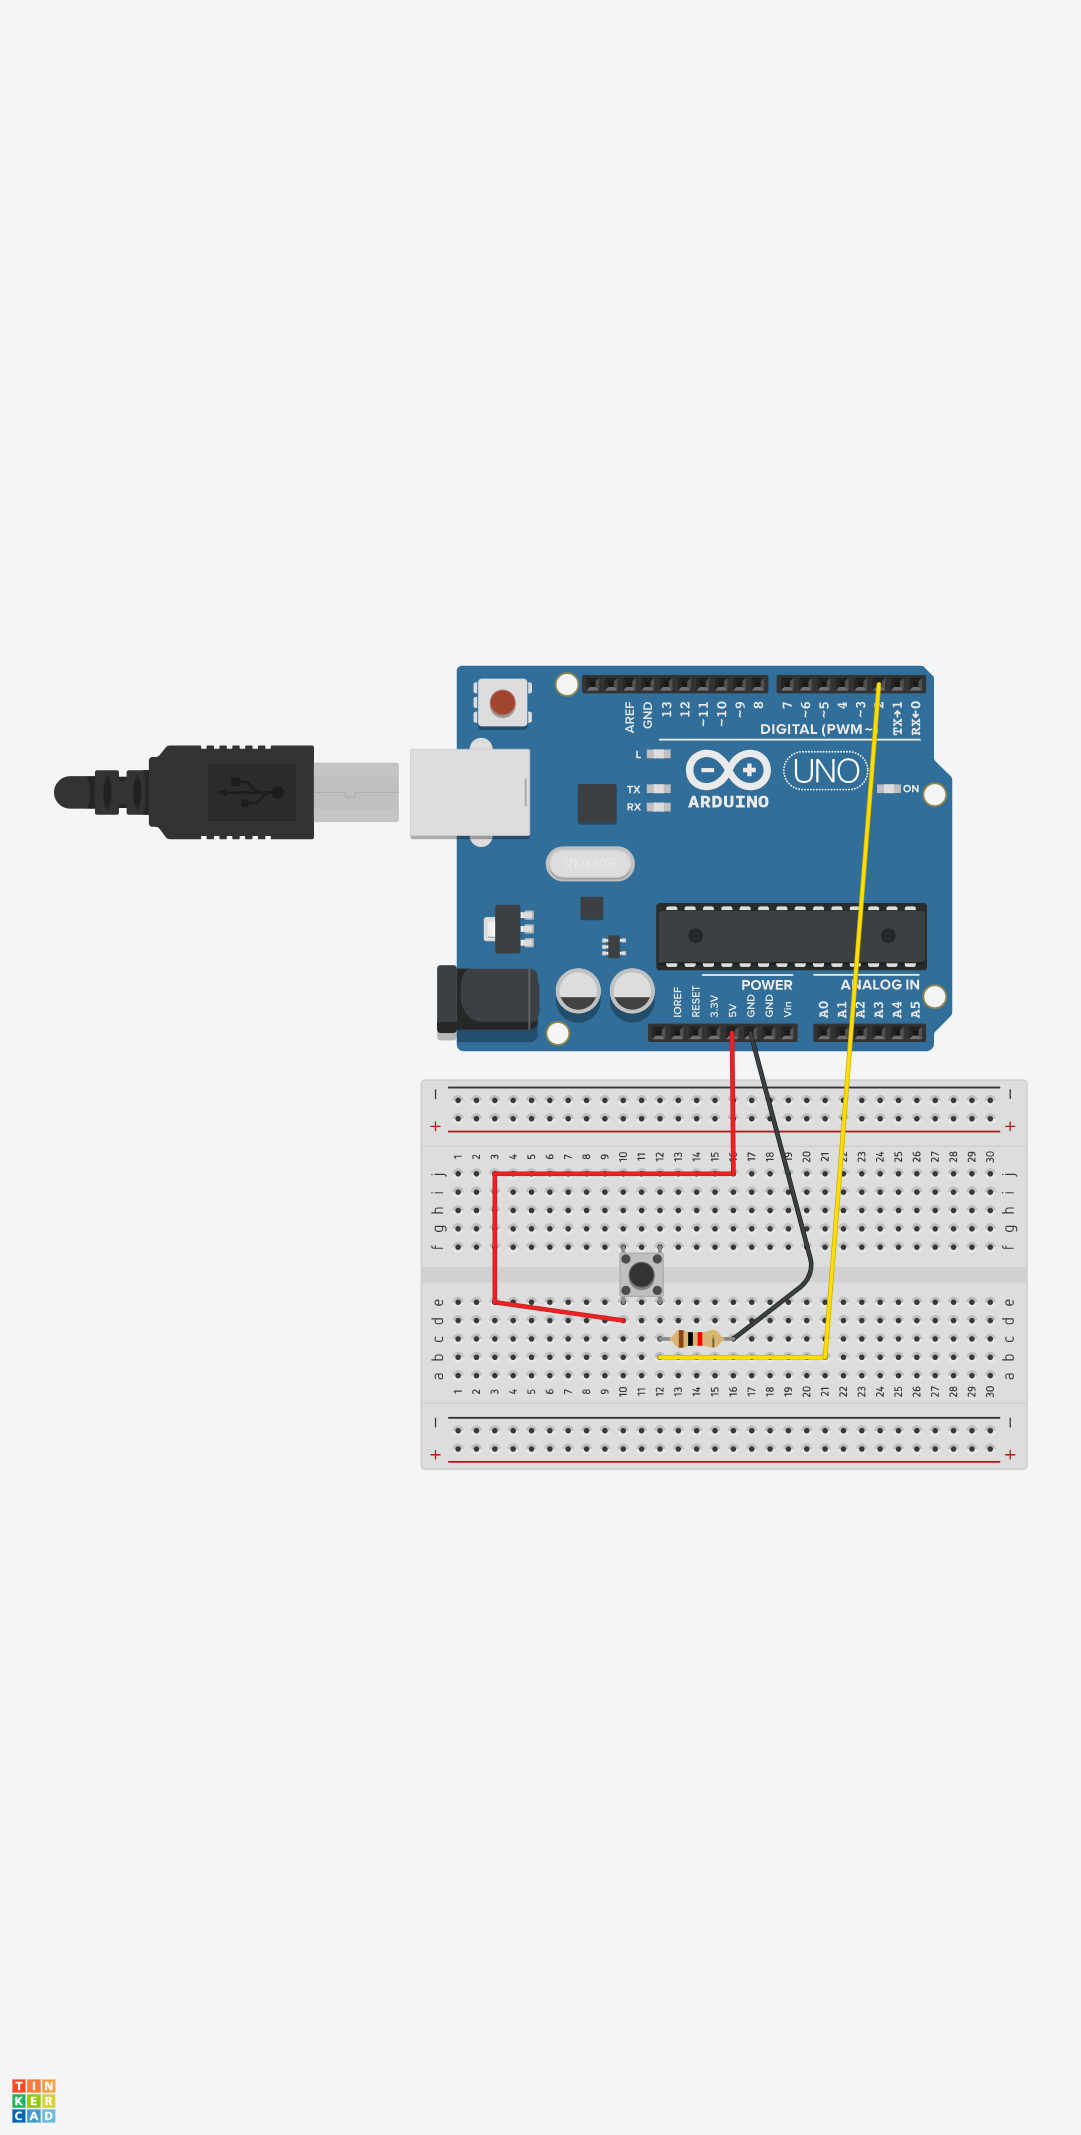 AREF
GND
13
12
~11
~10
~9
8
7
~6
~5
4
~3
2
TX→1
RX←0
DIGITAL (PWM~)
L
TX
RX
ARDUINO
UNO
ON
POWER
ANALOG IN
IOREF
RESET
3.3V
5V
GND
GND
Vin
A0
A1
A2
A3
A4
A5
1 2 3 4 5 6 7 8 9 10 11 12 13 14 15 16 17 18 19 20 21 22 23 24 25 26 27 28 29 30
j j
i i
h h
g g
f f
e e
d d
c c
b b
a a
1 2 3 4 5 6 7 8 9 10 11 12 13 14 15 16 17 18 19 20 21 22 23 24 25 26 27 28 29 30
TIN
KER
CAD